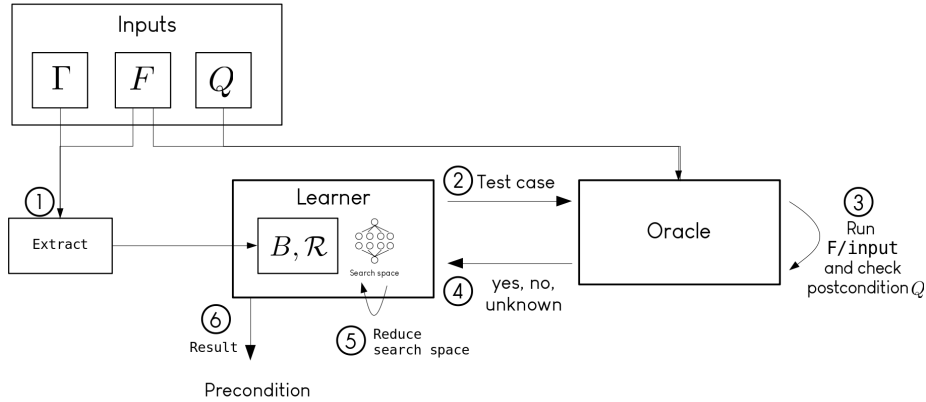 Inputs
Γ F Q
1
Extract
Learner
B, R
Search space
2 Test case
Oracle
3
Run
F/input
and check
postcondition Q
4
yes, no,
unknown
5 Reduce
search space
6
Result
Precondition